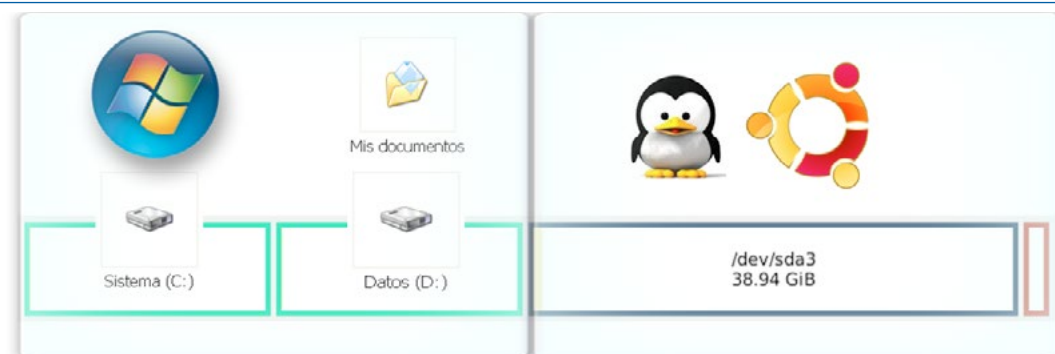 Mis documentos
Sistema (C:)
Datos (D:)
/dev/sda3
38.94 GiB